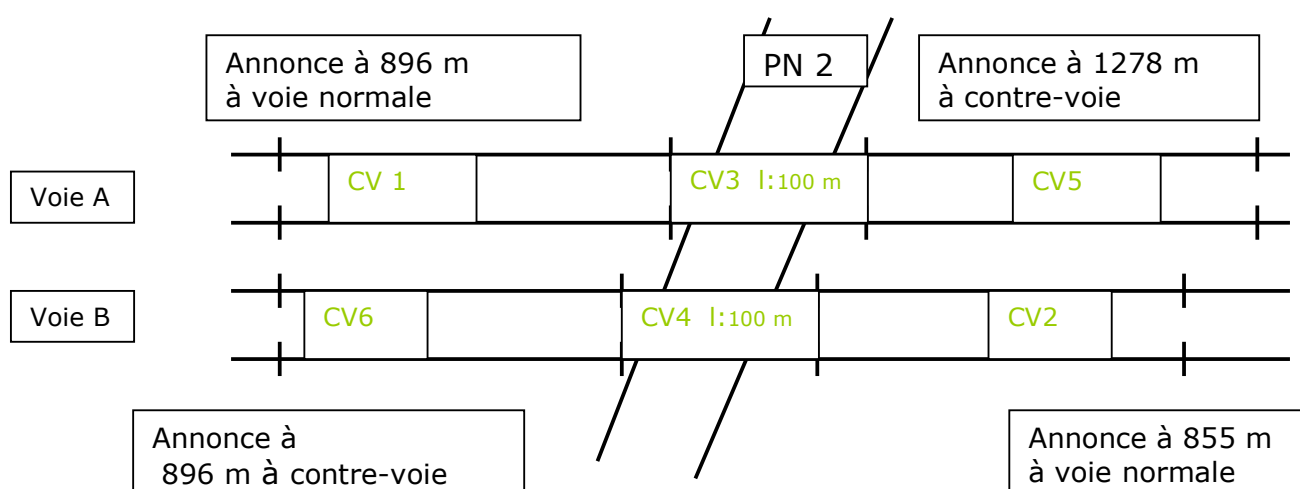 Annonce à 896 m
à voie normale
PN 2
Annonce à 1278 m
à contre-voie
Voie A
CV 1
CV3 l:100 m
CV5
Voie B
CV6
CV4 l:100 m
CV2
Annonce à
896 m à contre-voie
Annonce à 855 m
à voie normale